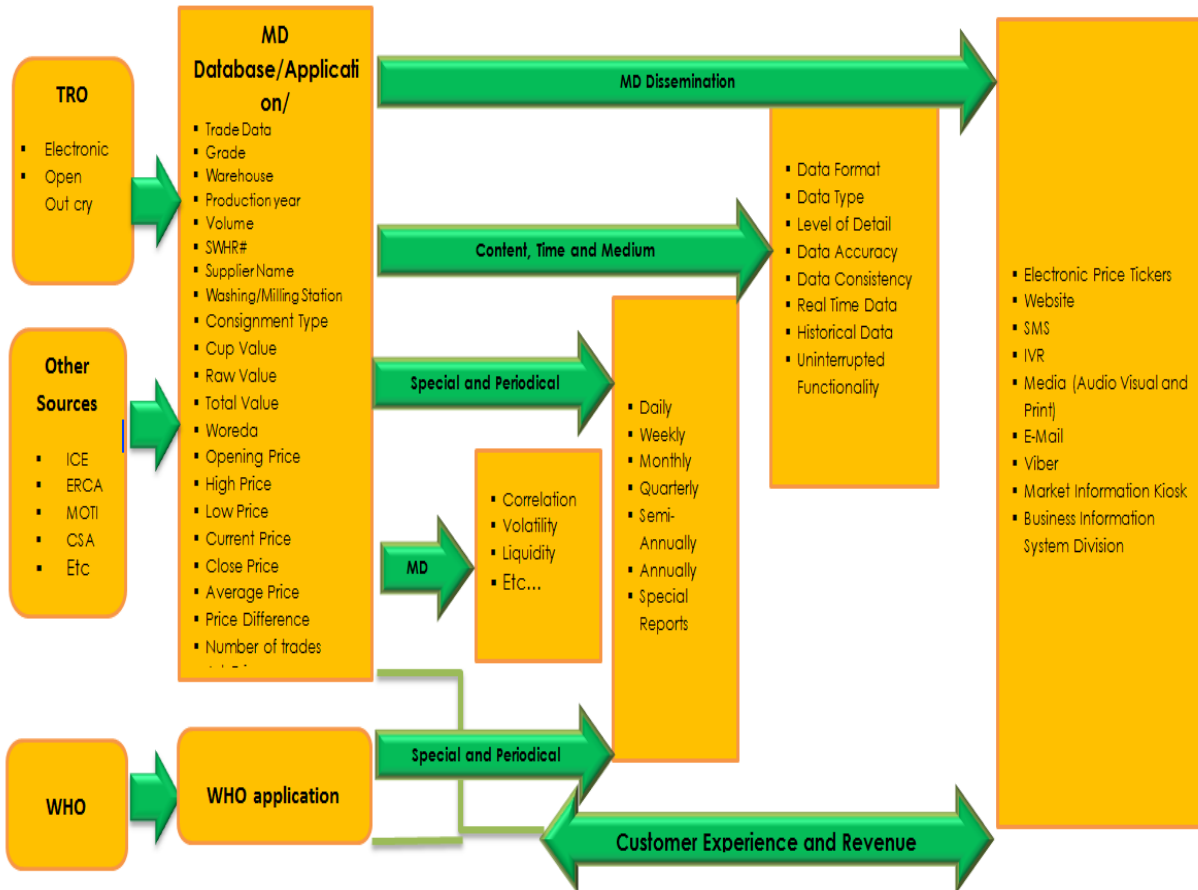 TRO
Electronic
Open
Out cry
Other
Sources
ICE
ERCA
MOTI
CSA
Etc
WHO
MD
Database/Applicati
on/
Trade Data
Grade
Warehouse
Production year
Volume
SWHR#
Supplier Name
Washing/Milling Station
Consignment Type
Cup Value
Raw Value
Total Value
Woreda
Opening Price
High Price
Low Price
Current Price
Close Price
Average Price
Price Difference
Number of trades
WHO application
MD Dissemination
Content, Time and Medium
Special and Periodical
MD
Special and Periodical
Customer Experience and Revenue
Correlation
Volatility
Liquidity
Etc...
Daily
Weekly
Monthly
Quarterly
Semi-
Annually
Annually
Special
Reports
Data Format
Data Type
Level of Detail
Data Accuracy
Data Consistency
Real Time Data
Historical Data
Uninterrupted
Functionality
Electronic Price Tickers
Website
SMS
IVR
Media (Audio Visual and
Print)
E-Mail
Viber
Market Information Kiosk
Business Information
System Division